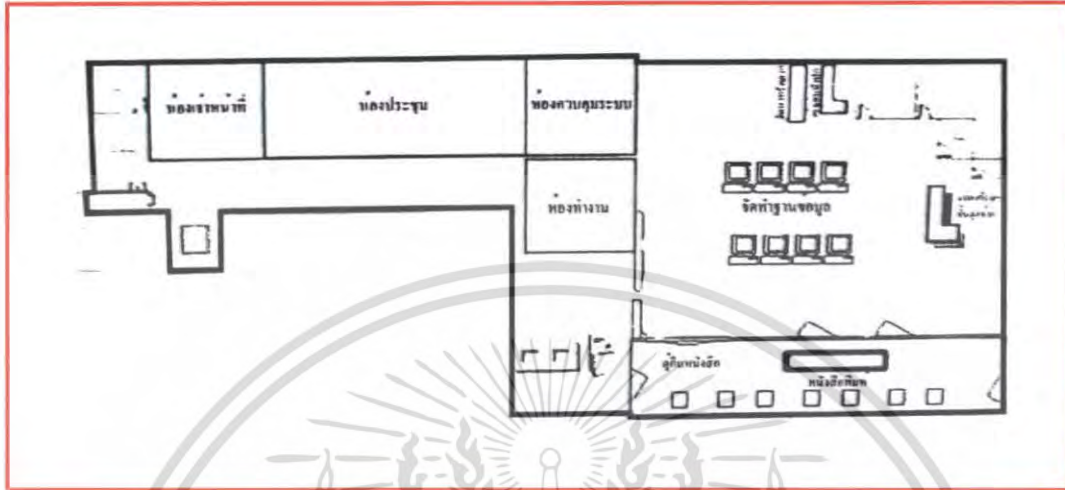 ห้องเจ้าหน้าที่
ห้องประชุม
ห้องควบคุมระบบ
ห้องทำงาน
จัดทำฐานข้อมูล
ตู้คืนหนังสือ
หนังสือพิมพ์